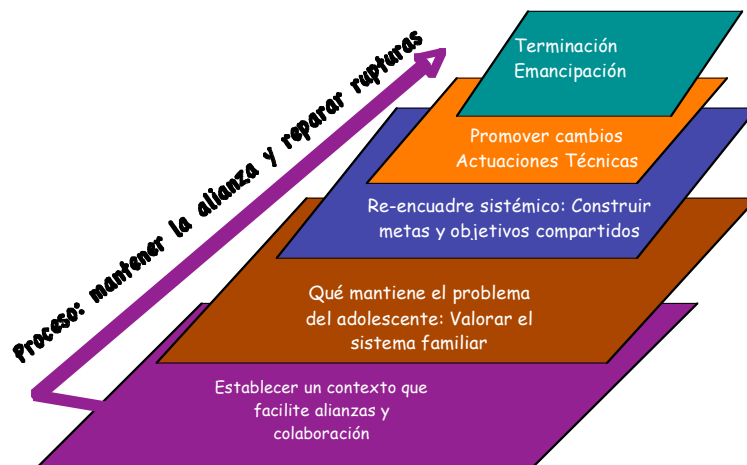 Proceso: mantener la alianza y reparar rupturas
Terminación
Emancipación
Promover cambios
Actuaciones Técnicas
Re-encuadre sistémico: Construir
metas y objetivos compartidos
Qué mantiene el problema
del adolescente: Valorar el
sistema familiar
Establecer un contexto que
facilite alianzas y
colaboración